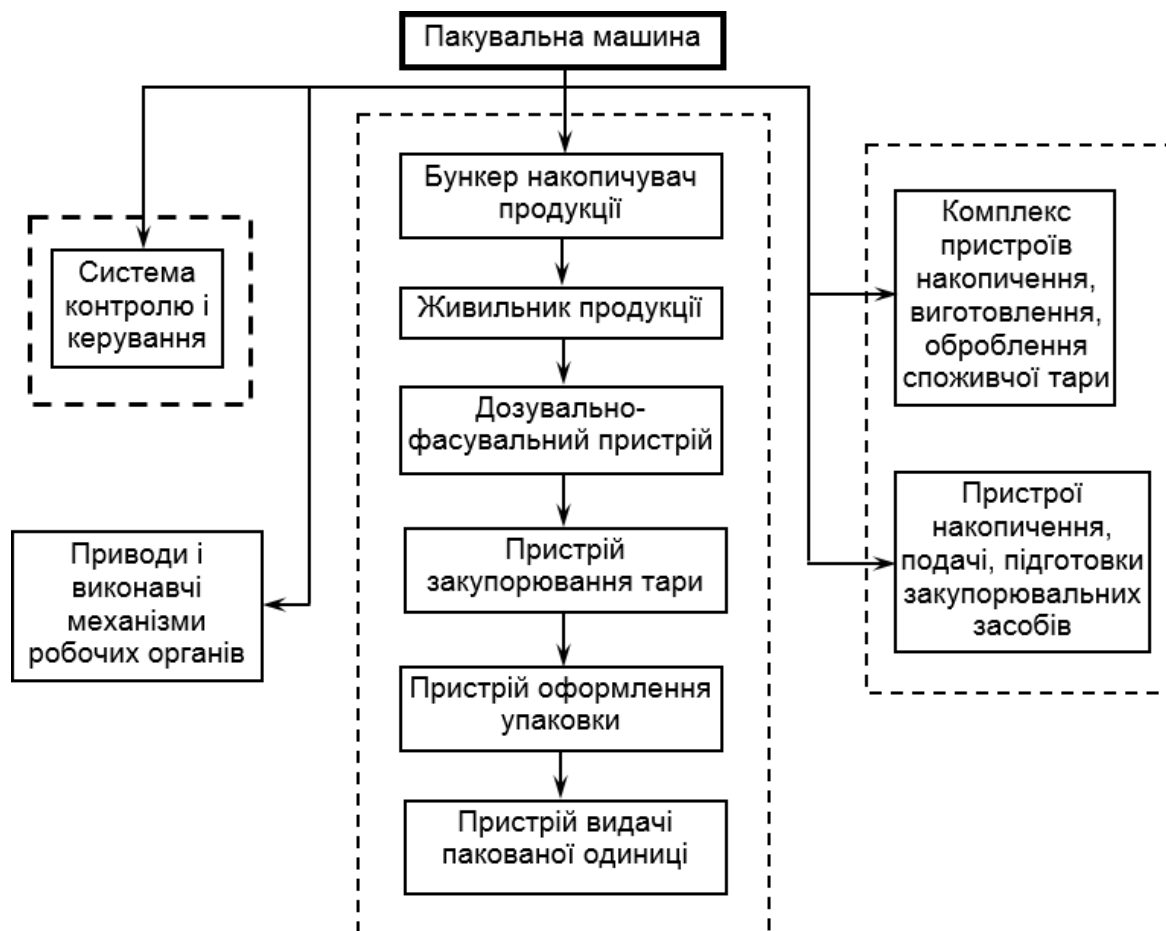 Пакувальна машина
Бункер накопичувач
продукції
Живильник продукції
Дозувально-
фасувальний пристрій
Пристрій
закупорювання тари
Пристрій оформлення
упаковки
Пристрій видачі
пакованої одиниці
Система
контролю і
керування
Приводи і
виконавчі
механізми
робочих органів
Комплекс
пристроїв
накопичення,
виготовлення,
оброблення
споживчої тари
Пристрої
накопичення,
подачі, підготовки
закупорювальних
засобів